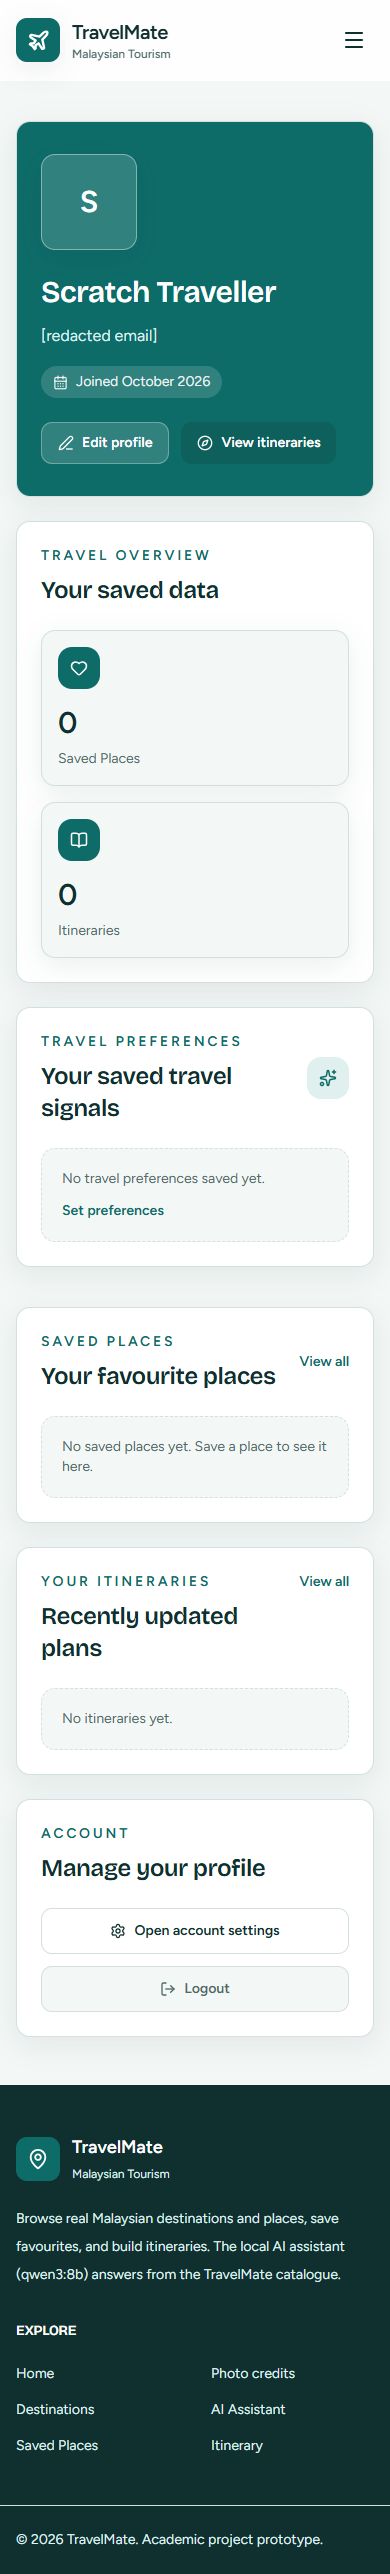 TravelMate
Malaysian Tourism
S
Scratch Traveller
[redacted email]
Joined October 2026
Edit profile
View itineraries
TRAVEL OVERVIEW
Your saved data
0
Saved Places
0
Itineraries
TRAVEL PREFERENCES
Your saved travel
signals
No travel preferences saved yet.
Set preferences
SAVED PLACES
View all
Your favourite places
No saved places yet. Save a place to see it
here.
YOUR ITINERARIES
View all
Recently updated
plans
No itineraries yet.
ACCOUNT
Manage your profile
Open account settings
Logout
TravelMate
Malaysian Tourism
Browse real Malaysian destinations and places, save
favourites, and build itineraries. The local AI assistant
(qwen3:8b) answers from the TravelMate catalogue.
EXPLORE
Home
Photo credits
Destinations
AI Assistant
Saved Places
Itinerary
© 2026 TravelMate. Academic project prototype.